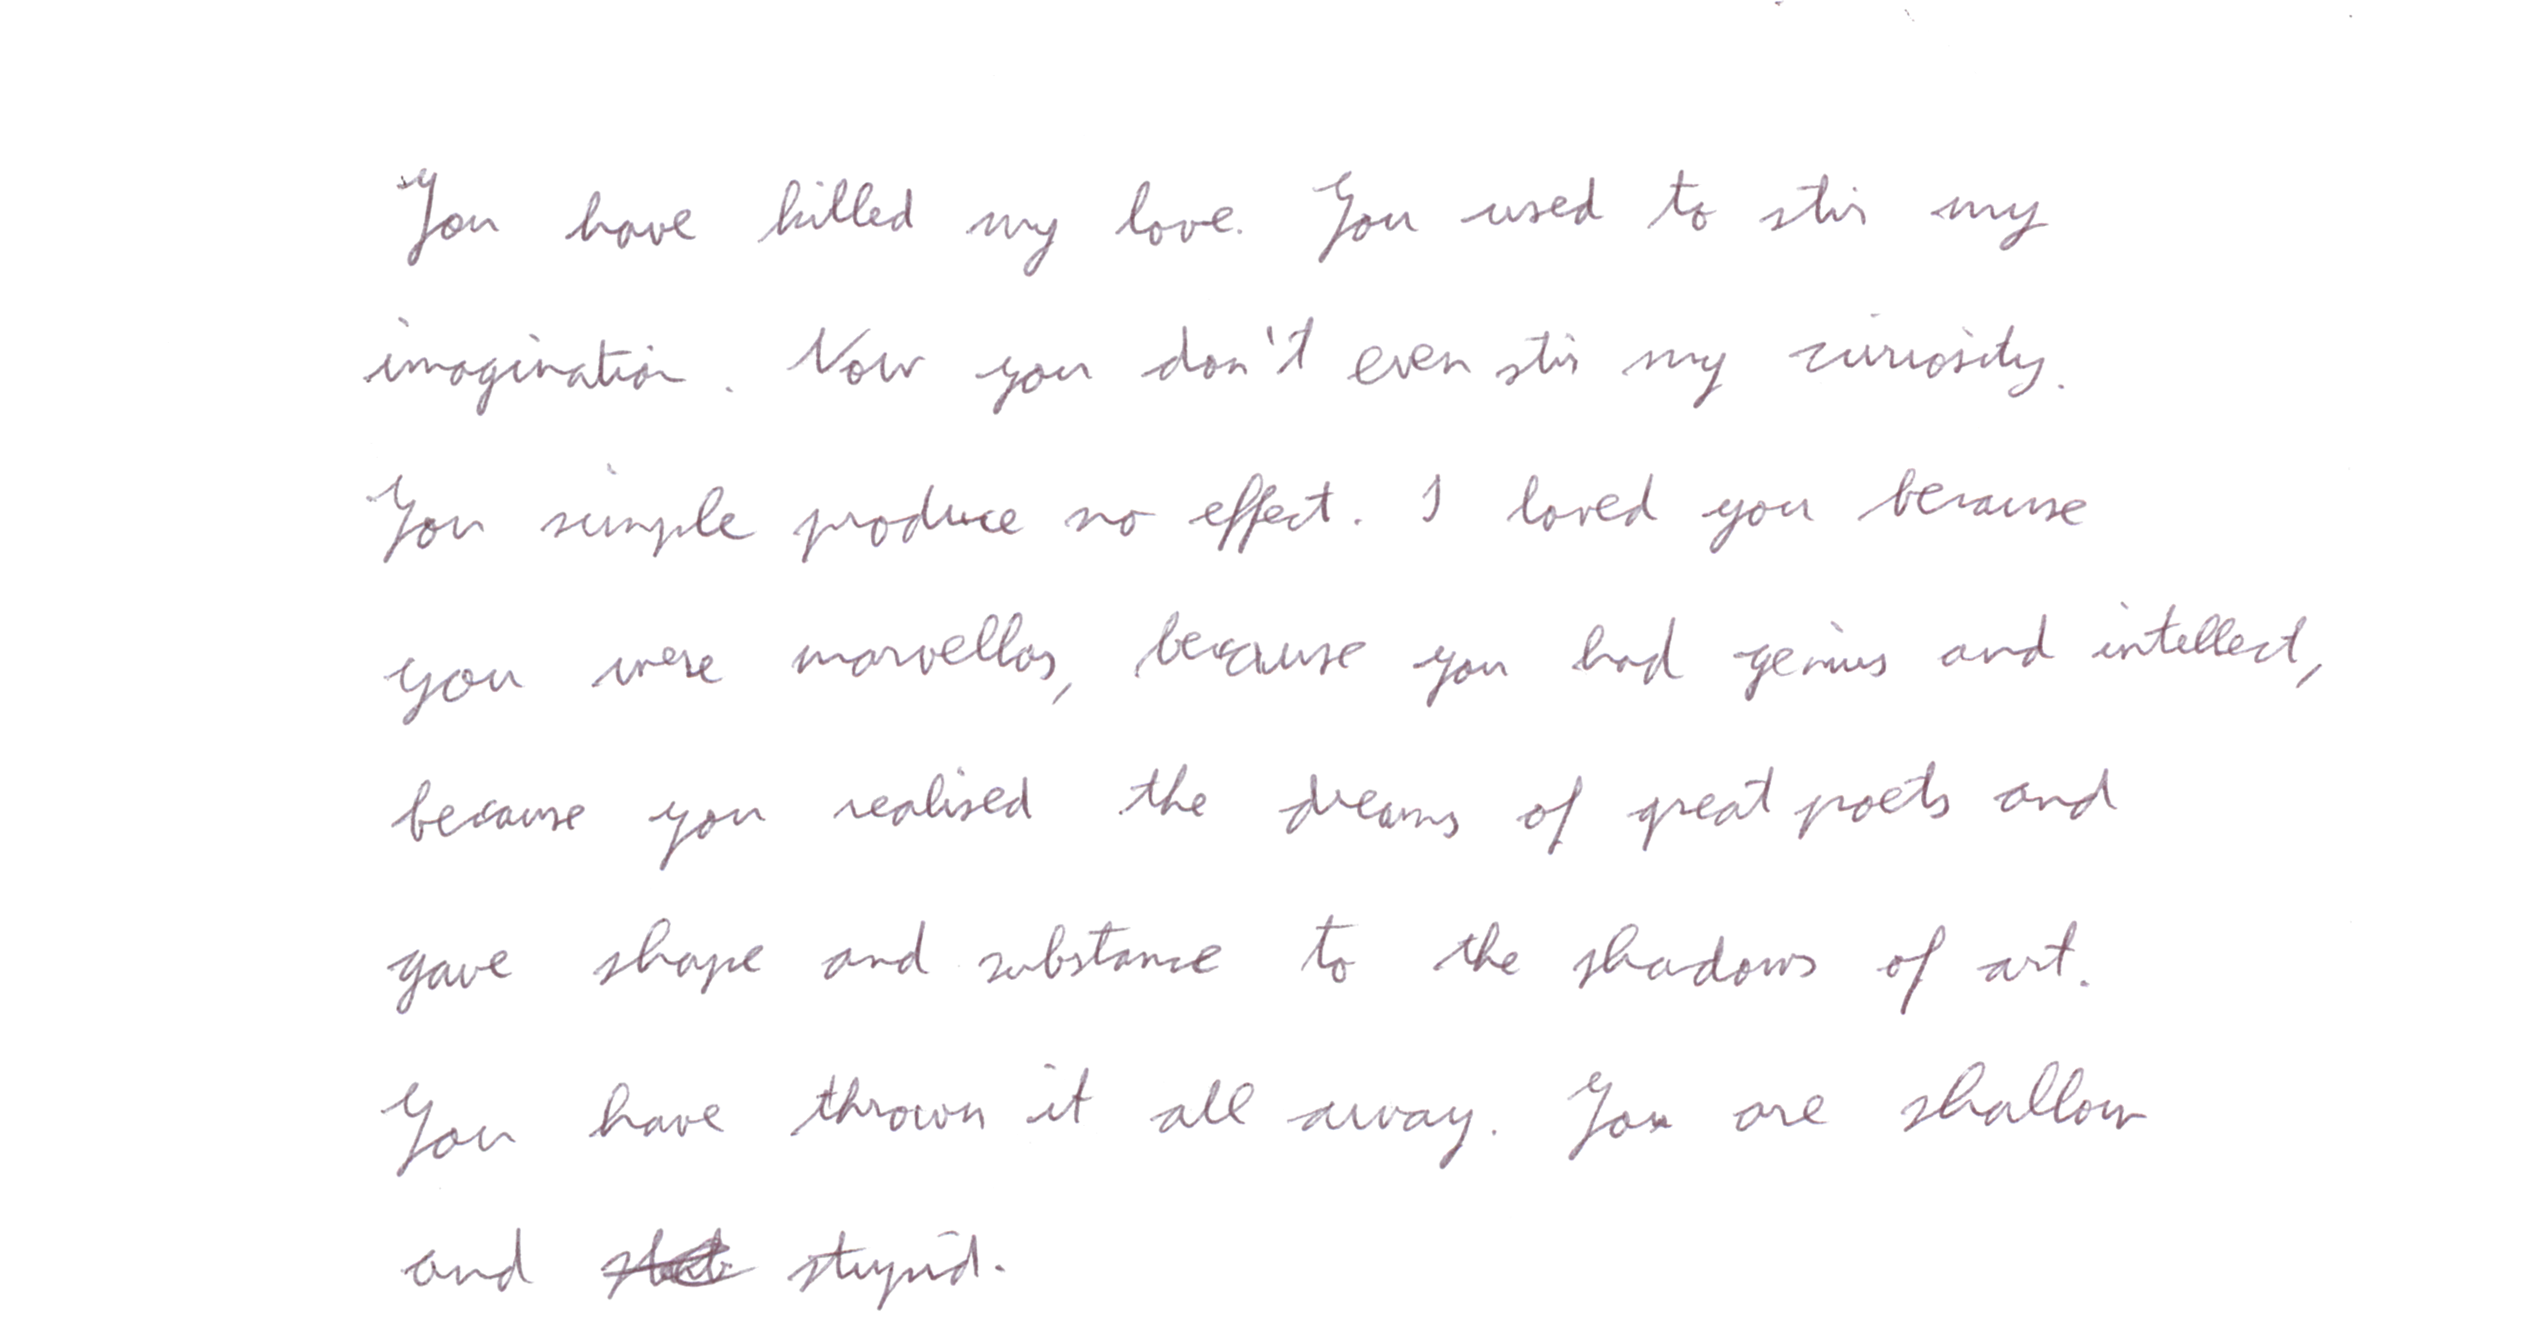 You have killed my love. You used to stir my
imagination. Now you don't even stir my curiosity.
You simple produce no effect. I loved you because
you were marvellos, because you had genius and intellect,
because you realised the dreams of great poets and
gave shape and substance to the shadows of art.
You have thrown it all away. You are shallow
and stupid.